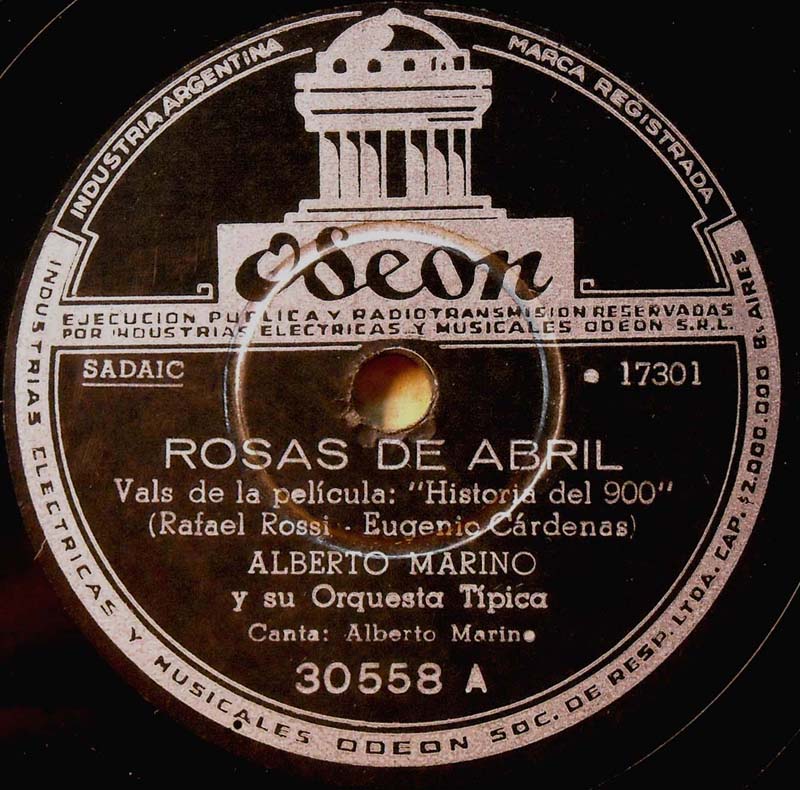 INDUSTRIA ARGENTINA
MARCA REGISTRADA
Odeon
EJECUCION PUBLICA Y RADIOTRANSMISION RESERVADAS
POR INDUSTRIAS ELECTRICAS Y MUSICALES ODEON S.R.L.
SADAIC
• 17301
ROSAS DE ABRIL
Vals de la película: "Historia del 900"
(Rafael Rossi - Eugenio Cárdenas)
ALBERTO MARINO
y su Orquesta Típica
Canta: Alberto Marino
30558 A
INDUSTRIAS ELECTRICAS Y MUSICALES ODEON SOC. DE RESP. LTDA. CAP. $2.000.000 Bs. AIRES